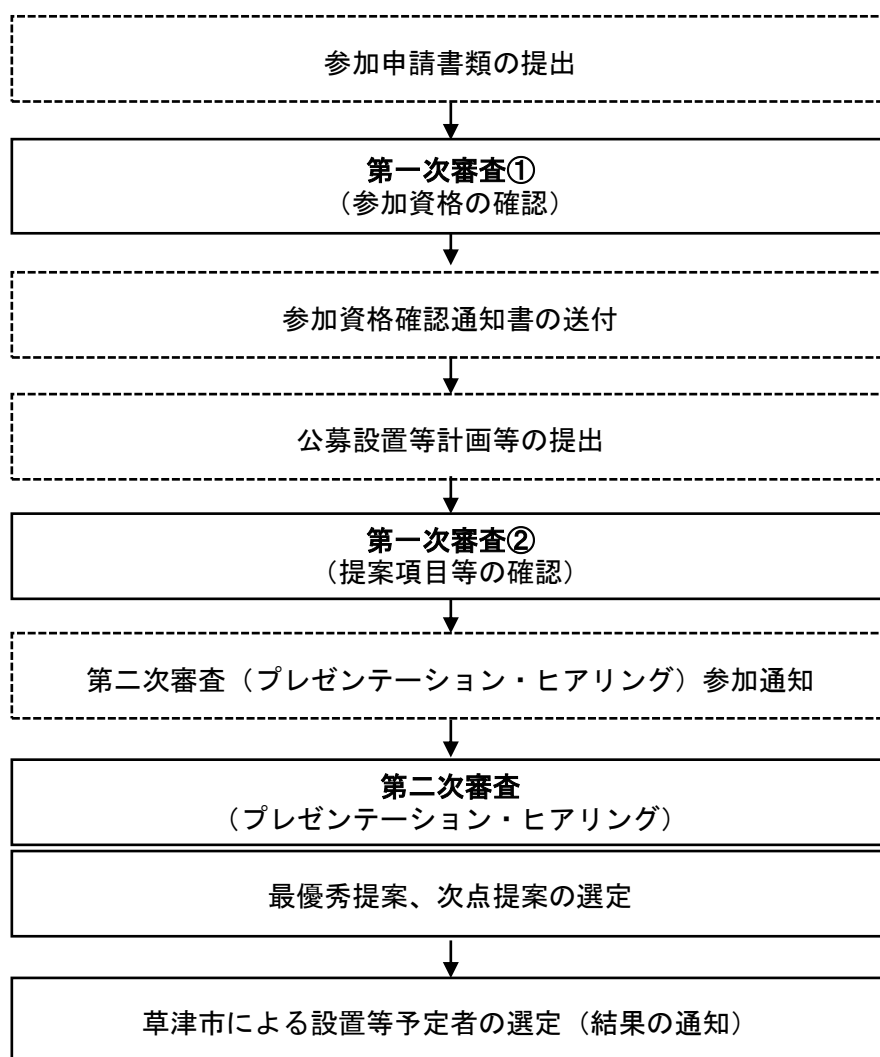 参加申請書類の提出
第一次審査①
（参加資格の確認）
参加資格確認通知書の送付
公募設置等計画等の提出
第一次審査②
（提案項目等の確認）
第二次審査（プレゼンテーション・ヒアリング）参加通知
第二次審査
（プレゼンテーション・ヒアリング）
最優秀提案、次点提案の選定
草津市による設置等予定者の選定（結果の通知）